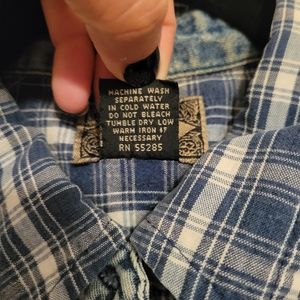 MACHINE WASH
SEPARATELY
IN COLD WATER
DO NOT BLEACH
TUMBLE DRY LOW
WARM IRON IF
NECESSARY
RN 55285